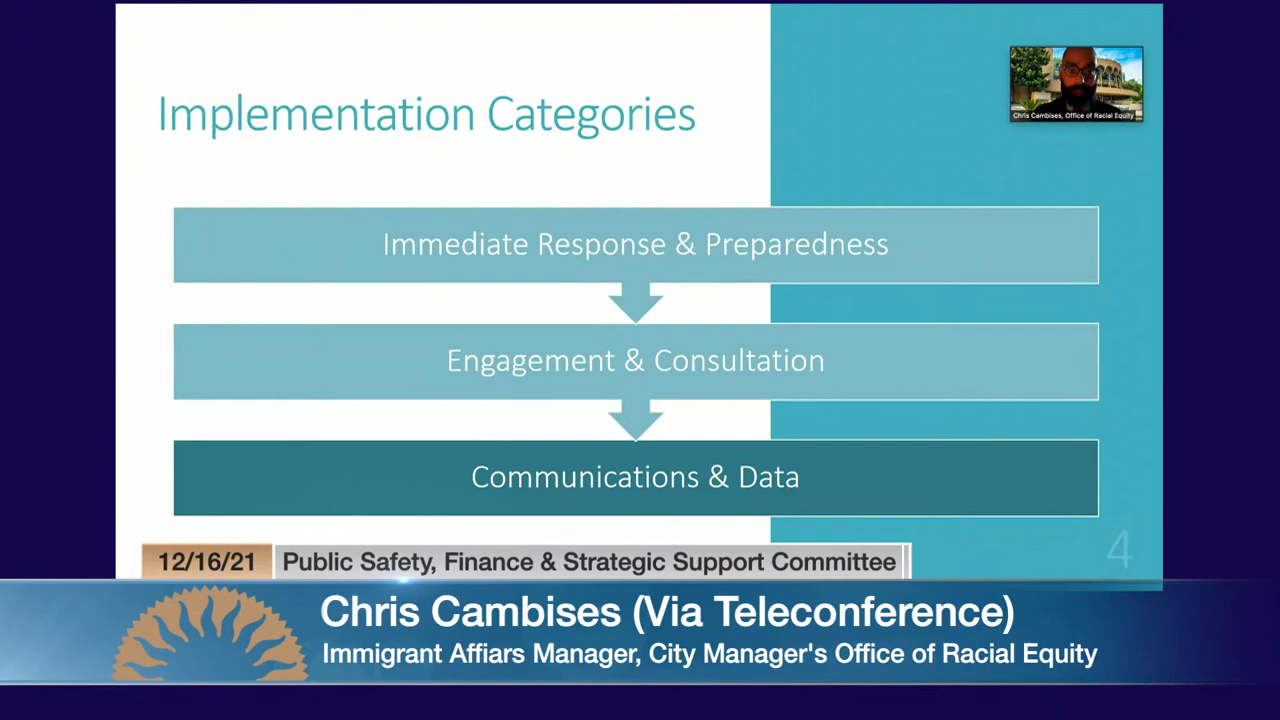 Implementation Categories
Chris Cambises, Office of Racial Equity
Immediate Response & Preparedness
Engagement & Consultation
Communications & Data
4
12/16/21 Public Safety, Finance & Strategic Support Committee
Chris Cambises (Via Teleconference)
Immigrant Affiars Manager, City Manager's Office of Racial Equity